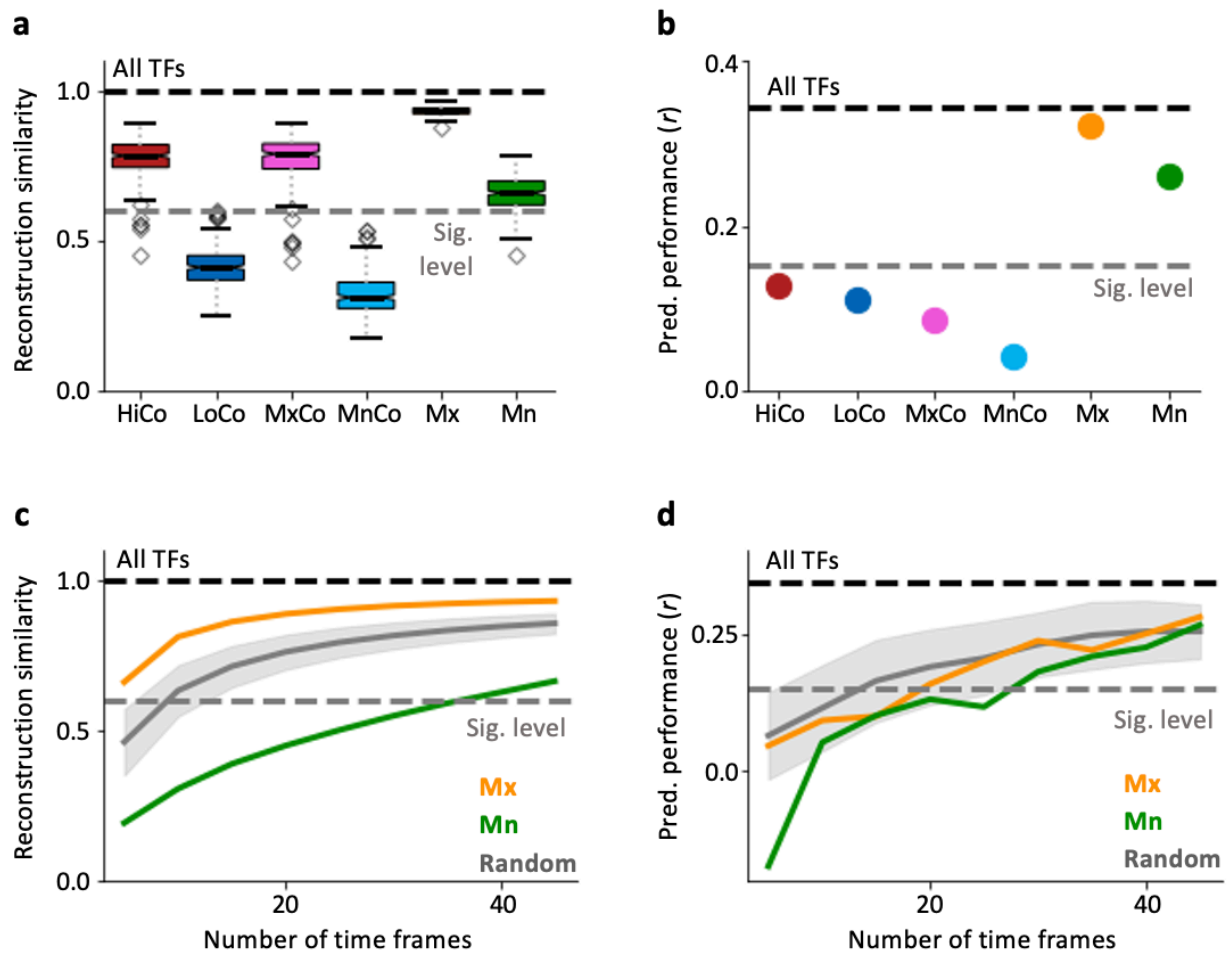 a
All TFs
Reconstruction similarity
1.0
0.5
0.0
Sig.
level
HiCo LoCo MxCo MnCo Mx Mn
b
All TFs
Pred. performance (r)
0.4
0.2
0.0
Sig. level
HiCo LoCo MxCo MnCo Mx Mn
c
All TFs
Reconstruction similarity
1.0
0.5
0.0
Sig. level
Mx
Mn
Random
20 40
Number of time frames
d
All TFs
Pred. performance (r)
0.25
0.0
Sig. level
Mx
Mn
Random
20 40
Number of time frames